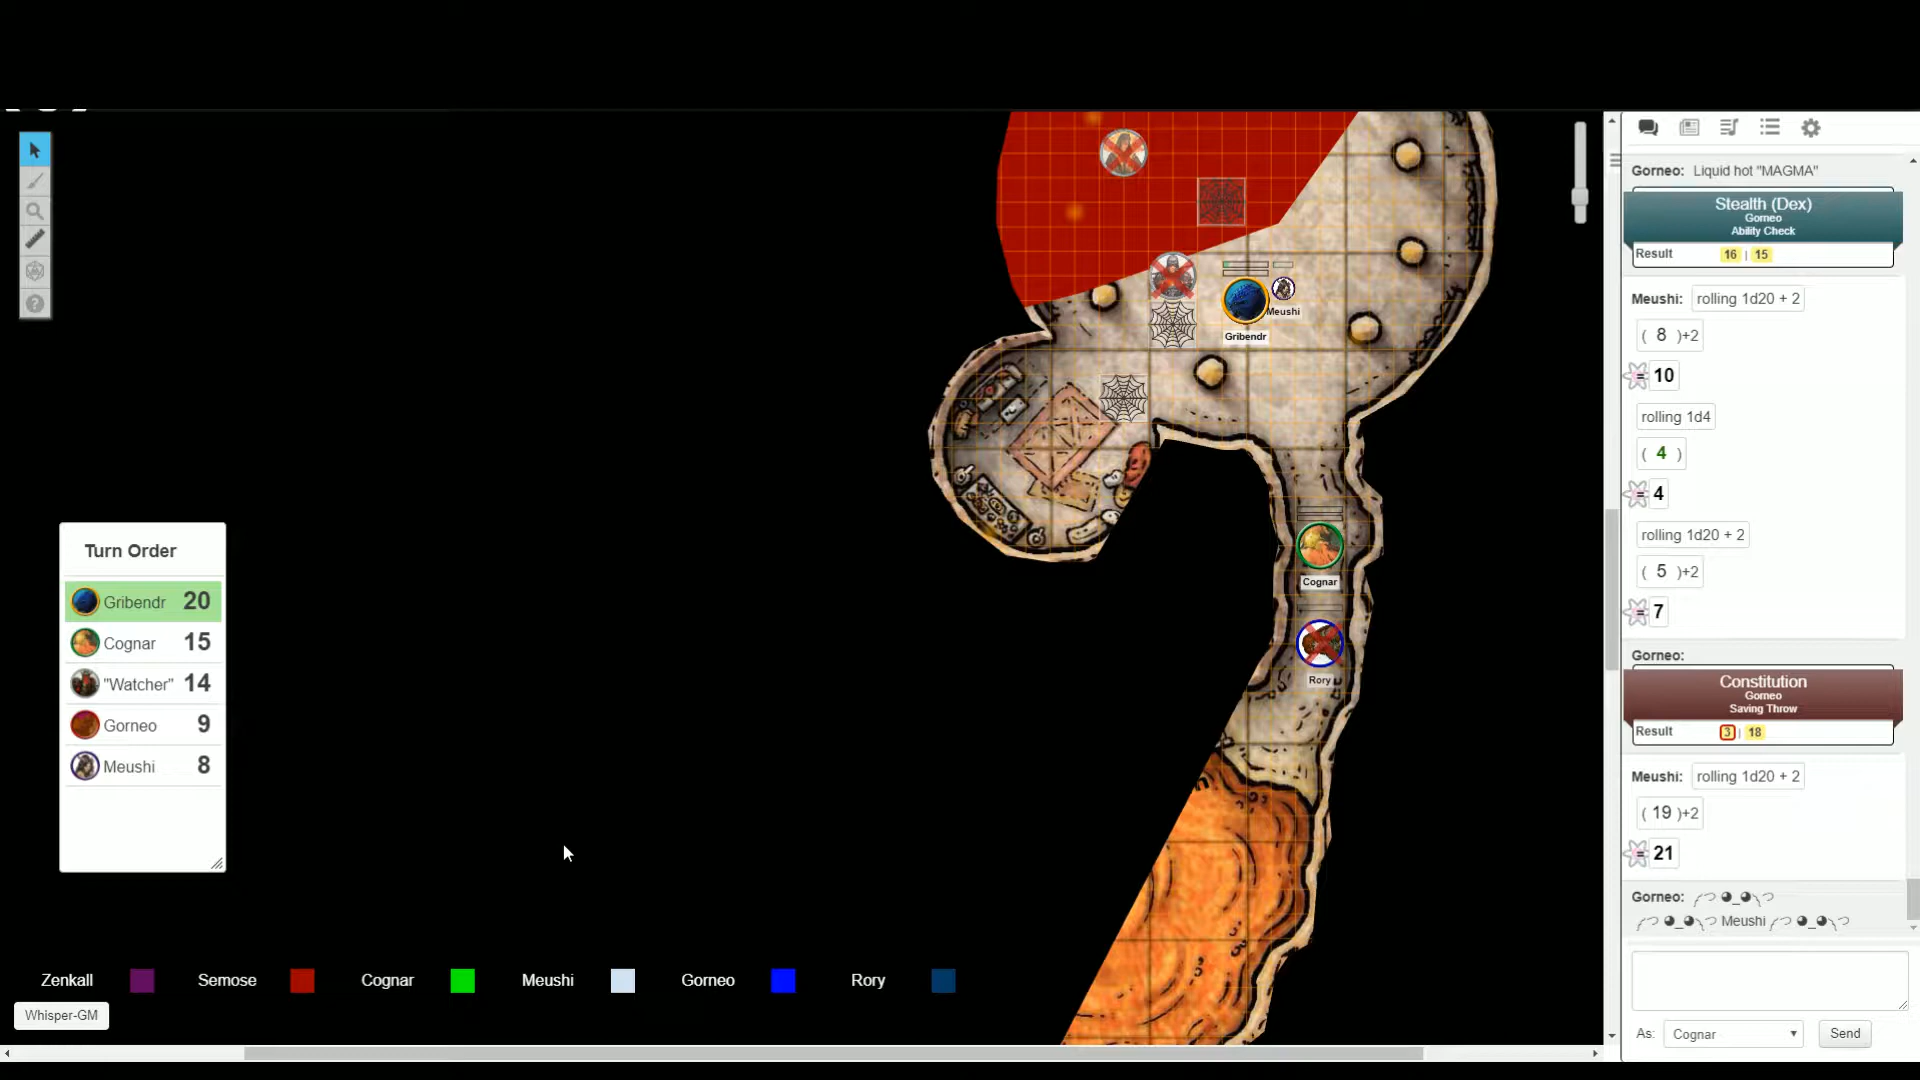 Turn Order
Gribendr 20
Cognar 15
"Watcher" 14
Gorneo 9
Meushi 8
Meushi
Gribendr
Cognar
Rory
Zenkall
Semose
Cognar
Meushi
Gorneo
Rory
Whisper-GM
Gorneo: Liquid hot "MAGMA"
Stealth (Dex)
Gorneo
Ability Check
Result 16 | 15
Meushi: rolling 1d20 + 2
( 8 )+2
= 10
rolling 1d4
( 4 )
= 4
rolling 1d20 + 2
( 5 )+2
= 7
Gorneo:
Constitution
Gorneo
Saving Throw
Result 3 | 18
Meushi: rolling 1d20 + 2
( 19 )+2
= 21
Gorneo:
Meushi
As: Cognar
Send